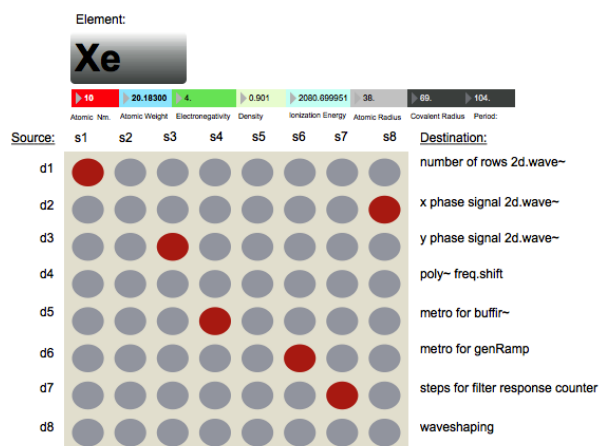 Element:
Xe
10 20.18300 4. 0.901 2080.699951 38. 69. 104.
Atomic Nm. Atomic Weight Electronegativity Density Ionization Energy Atomic Radius Covalent Radius Period:
Source: s1 s2 s3 s4 s5 s6 s7 s8 Destination:
d1 number of rows 2d.wave~
d2 x phase signal 2d.wave~
d3 y phase signal 2d.wave~
d4 poly~ freq.shift
d5 metro for buffir~
d6 metro for genRamp
d7 steps for filter response counter
d8 waveshaping